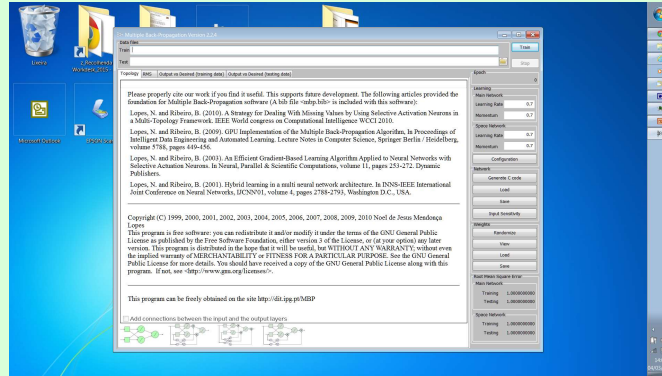 Multiple Back-Propagation Version 2.2.4
Data files
Train
Test
Train
Stop
Topology
RMS
Output vs Desired (training data)
Output vs Desired (testing data)
Please properly cite our work if you find it useful. This supports future development. The following articles provided the
foundation for Multiple Back-Propagation software (A bib file <mbp.bib> is included with this software):
Lopes, N. and Ribeiro, B. (2010). A Strategy for Dealing With Missing Values by Using Selective Activation Neurons in
a Multi-Topology Framework. IEEE World congress on Computational Intelligence WCCI 2010.
Lopes, N. and Ribeiro, B. (2009). GPU Implementation of the Multiple Back-Propagation Algorithm, In Proceedings of
Intelligent Data Engineering and Automated Learning. Lecture Notes in Computer Science, Springer Berlin / Heidelberg,
volume 5788, pages 449-456.
Lopes, N. and Ribeiro, B. (2003). An Efficient Gradient-Based Learning Algorithm Applied to Neural Networks with
Selective Actuation Neurons. In Neural, Parallel & Scientific Computations, volume 11, pages 253-272. Dynamic
Publishers.
Lopes, N. and Ribeiro, B. (2001). Hybrid learning in a multi neural network architecture. In INNS-IEEE International
Joint Conference on Neural Networks, IJCNN'01, volume 4, pages 2788-2793, Washington D.C., USA.
Copyright (C) 1999, 2000, 2001, 2002, 2003, 2004, 2005, 2006, 2007, 2008, 2009, 2010 Noel de Jesus Mendonça
Lopes
This program is free software: you can redistribute it and/or modify it under the terms of the GNU General Public
License as published by the Free Software Foundation, either version 3 of the License, or (at your option) any later
version. This program is distributed in the hope that it will be useful, but WITHOUT ANY WARRANTY; without even
the implied warranty of MERCHANTABILITY or FITNESS FOR A PARTICULAR PURPOSE. See the GNU General
Public License for more details. You should have received a copy of the GNU General Public License along with this
program. If not, see <http://www.gnu.org/licenses/>.
This program can be freely obtained on the site http://dit.ipg.pt/MBP
Add connections between the input and the output layers
Epoch
0
Learning
Main Network
Learning Rate 0.7
Momentum 0.7
Space Network
Learning Rate 0.7
Momentum 0.7
Configuration
Network
Generate C code
Load
Save
Input Sensitivity
Weights
Randomize
View
Load
Save
Root Mean Square Error
Main Network
Training 1.0000000000
Testing 1.0000000000
Space Network
Training 1.0000000000
Testing 1.0000000000
Lixeira
Microsoft Outlook